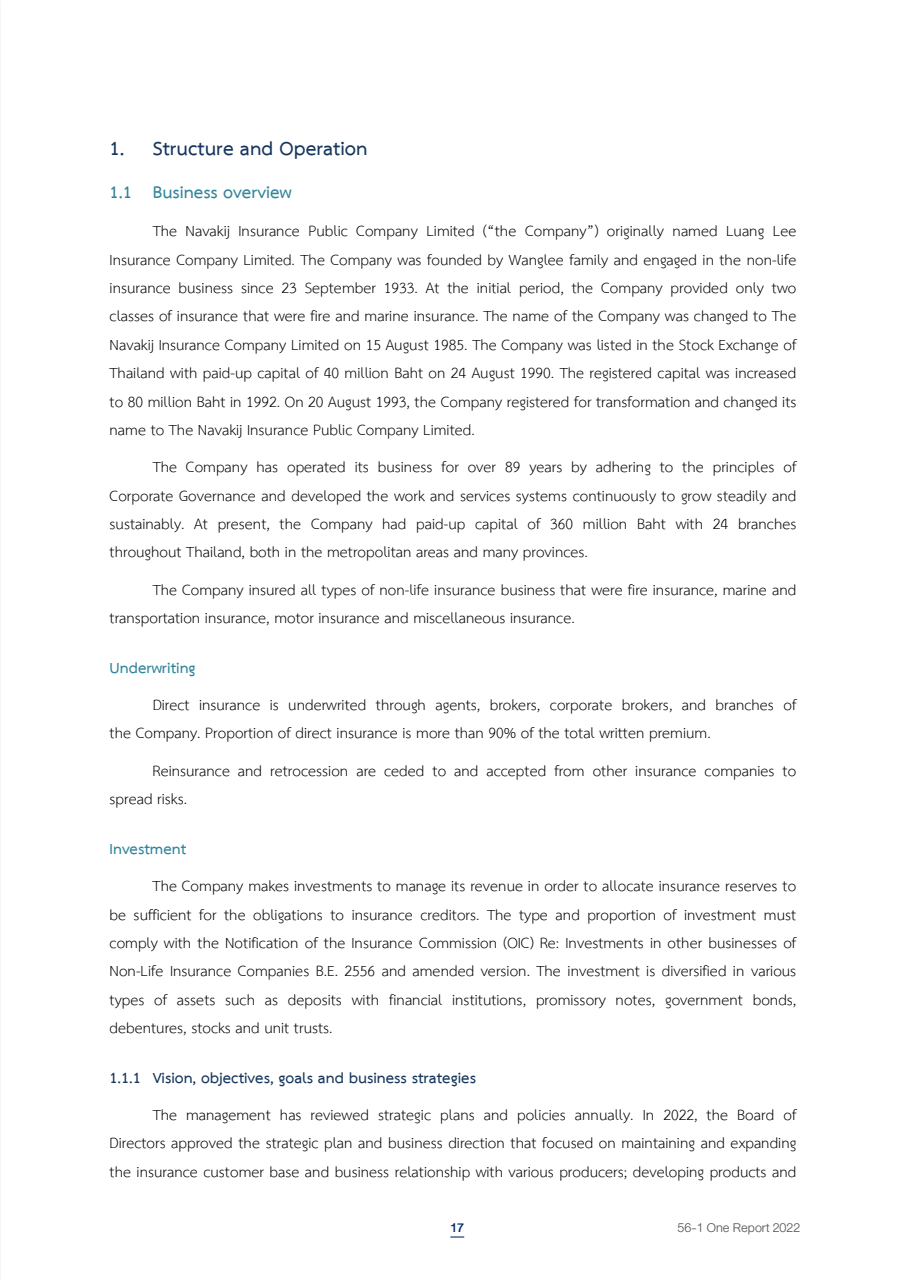 1. Structure and Operation
1.1 Business overview
The Navakij Insurance Public Company Limited (“the Company”) originally named Luang Lee
Insurance Company Limited. The Company was founded by Wanglee family and engaged in the non-life
insurance business since 23 September 1933. At the initial period, the Company provided only two
classes of insurance that were fire and marine insurance. The name of the Company was changed to The
Navakij Insurance Company Limited on 15 August 1985. The Company was listed in the Stock Exchange of
Thailand with paid-up capital of 40 million Baht on 24 August 1990. The registered capital was increased
to 80 million Baht in 1992. On 20 August 1993, the Company registered for transformation and changed its
name to The Navakij Insurance Public Company Limited.
The Company has operated its business for over 89 years by adhering to the principles of
Corporate Governance and developed the work and services systems continuously to grow steadily and
sustainably. At present, the Company had paid-up capital of 360 million Baht with 24 branches
throughout Thailand, both in the metropolitan areas and many provinces.
The Company insured all types of non-life insurance business that were fire insurance, marine and
transportation insurance, motor insurance and miscellaneous insurance.
Underwriting
Direct insurance is underwrited through agents, brokers, corporate brokers, and branches of
the Company. Proportion of direct insurance is more than 90% of the total written premium.
Reinsurance and retrocession are ceded to and accepted from other insurance companies to
spread risks.
Investment
The Company makes investments to manage its revenue in order to allocate insurance reserves to
be sufficient for the obligations to insurance creditors. The type and proportion of investment must
comply with the Notification of the Insurance Commission (OIC) Re: Investments in other businesses of
Non-Life Insurance Companies B.E. 2556 and amended version. The investment is diversified in various
types of assets such as deposits with financial institutions, promissory notes, government bonds,
debentures, stocks and unit trusts.
1.1.1 Vision, objectives, goals and business strategies
The management has reviewed strategic plans and policies annually. In 2022, the Board of
Directors approved the strategic plan and business direction that focused on maintaining and expanding
the insurance customer base and business relationship with various producers; developing products and
17
56-1 One Report 2022